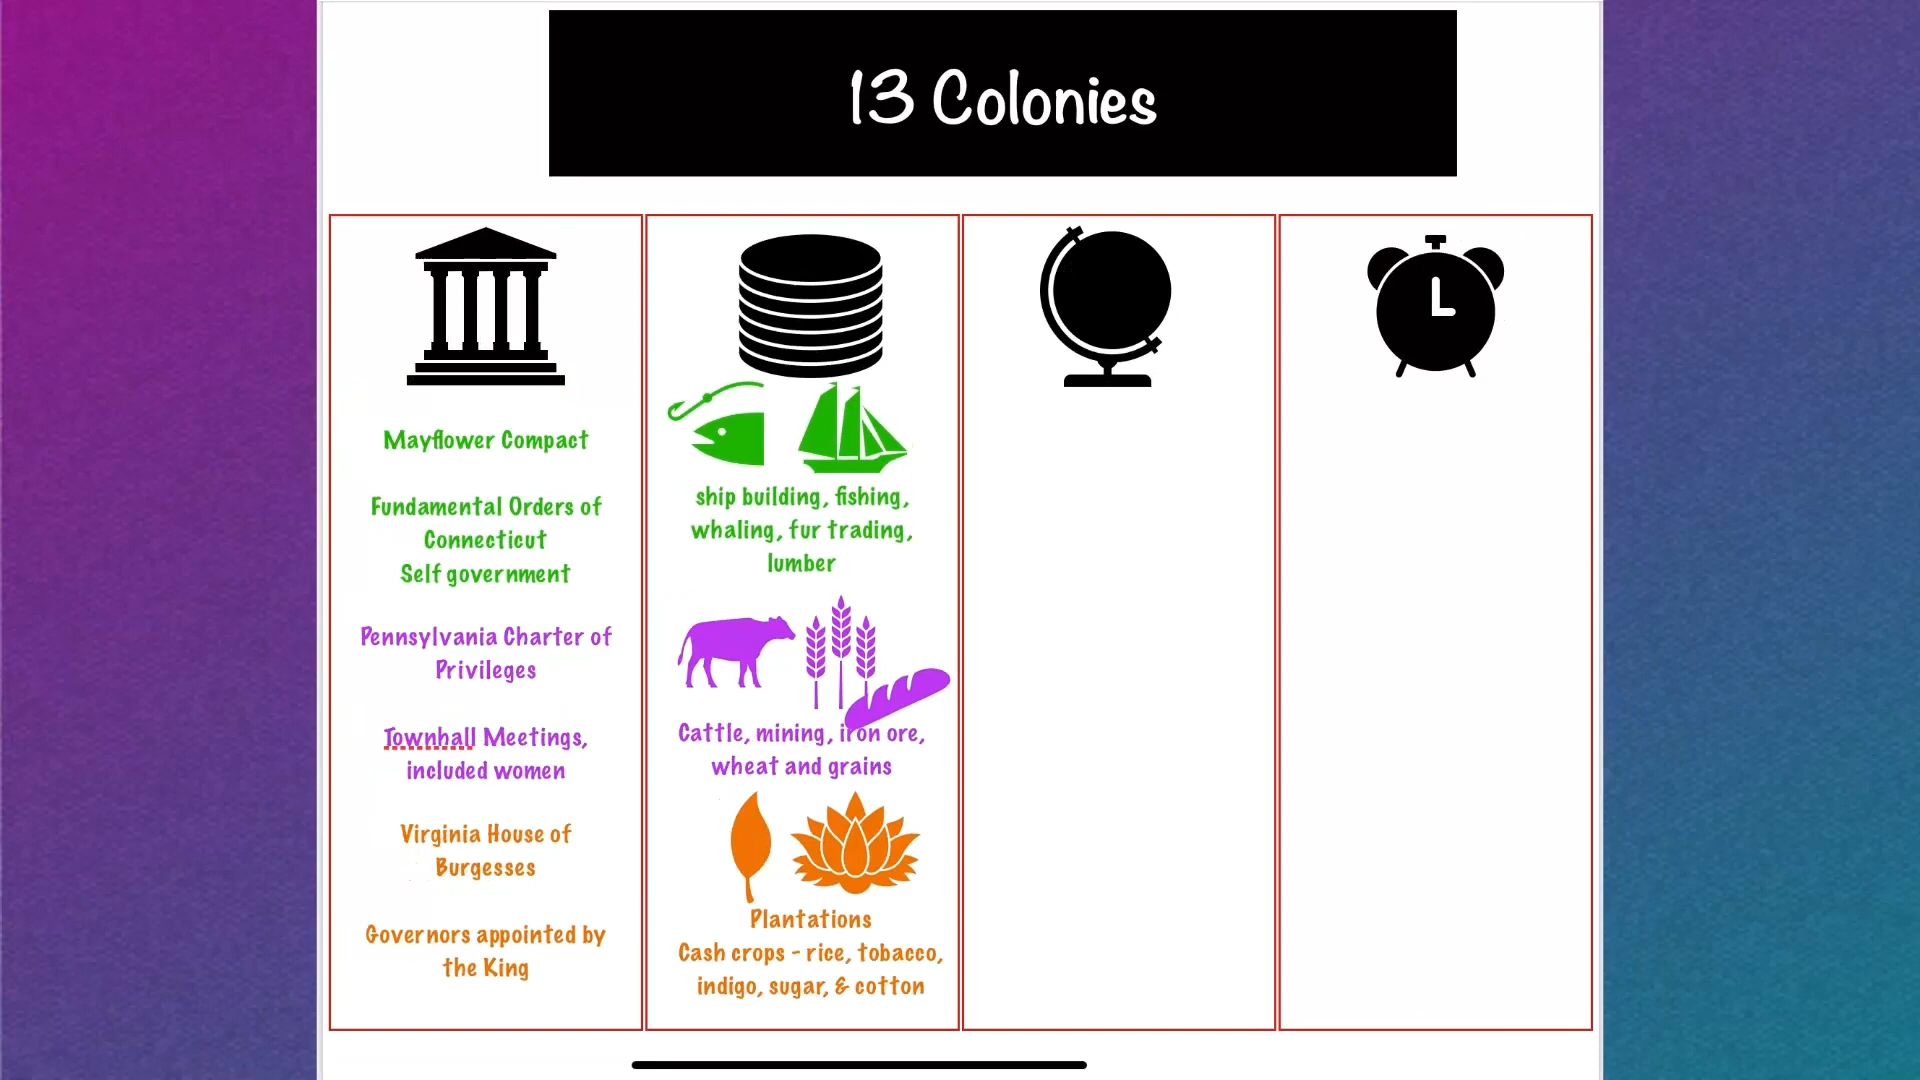 13 Colonies
Mayflower Compact
Fundamental Orders of
Connecticut
Self government
Pennsylvania Charter of
Privileges
Townhall Meetings,
included women
Virginia House of
Burgesses
Governors appointed by
the King
ship building, fishing,
whaling, fur trading,
lumber
Cattle, mining, iron ore,
wheat and grains
Plantations
Cash crops - rice, tobacco,
indigo, sugar, & cotton